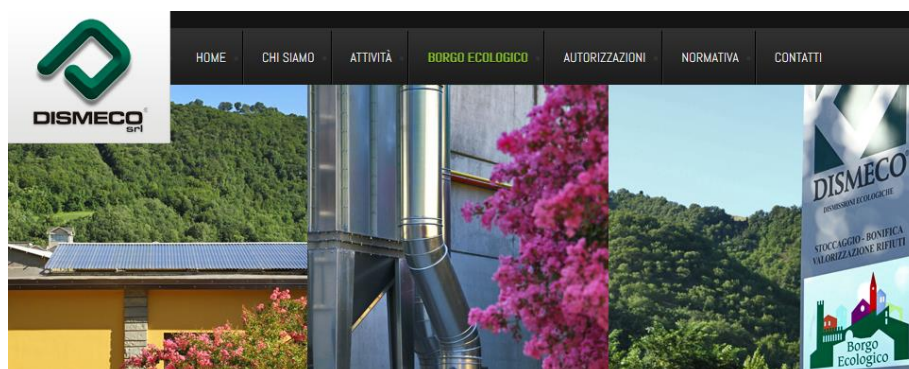 DISMECO®
srl
HOME
CHI SIAMO
ATTIVITÀ
BORGO ECOLOGICO
AUTORIZZAZIONI
NORMATIVA
CONTATTI
DISMECO®
DISMISSIONI ECOLOGICHE
STOCCAGGIO - BONIFICA
VALORIZZAZIONE RIFIUTI
Borgo
Ecologico